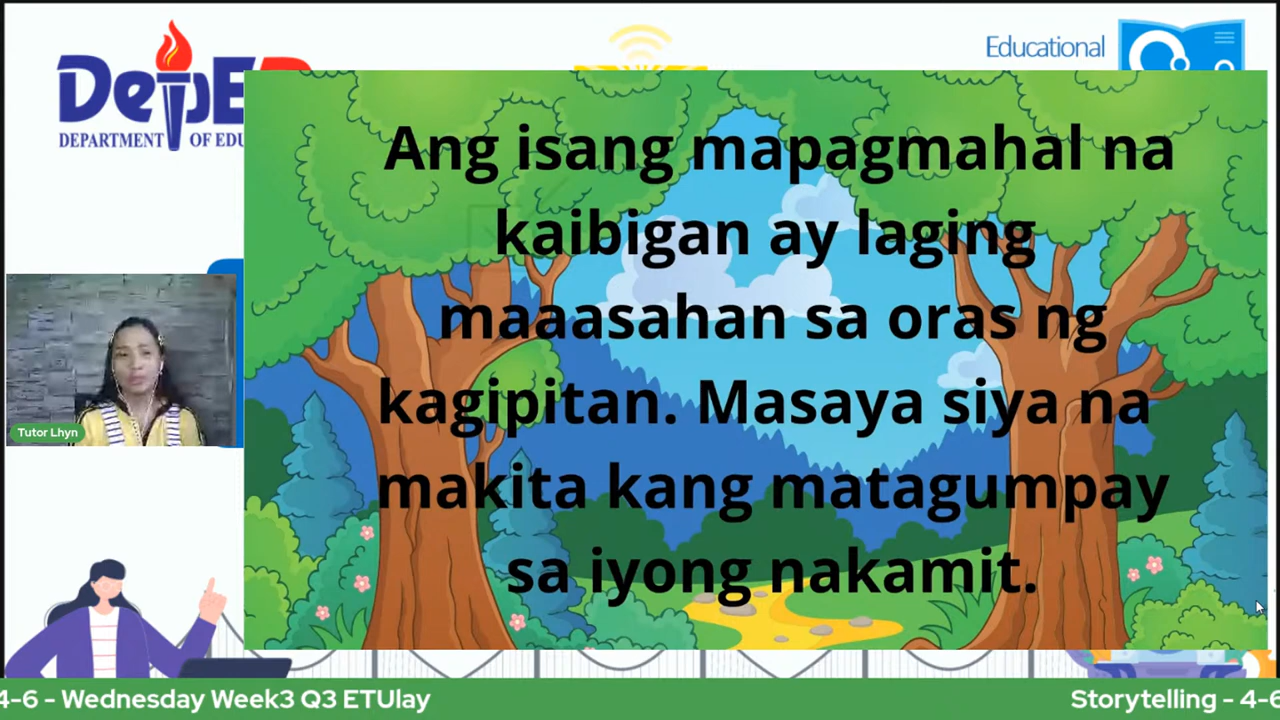 DepE
DEPARTMENT OF EDU
Educational
Ang isang mapagmahal na
kaibigan ay laging
maaasahan sa oras ng
kagipitan. Masaya siya na
makita kang matagumpay
sa iyong nakamit.
Tutor Lhyn
4-6 - Wednesday Week3 Q3 ETUlay
Storytelling - 4-6